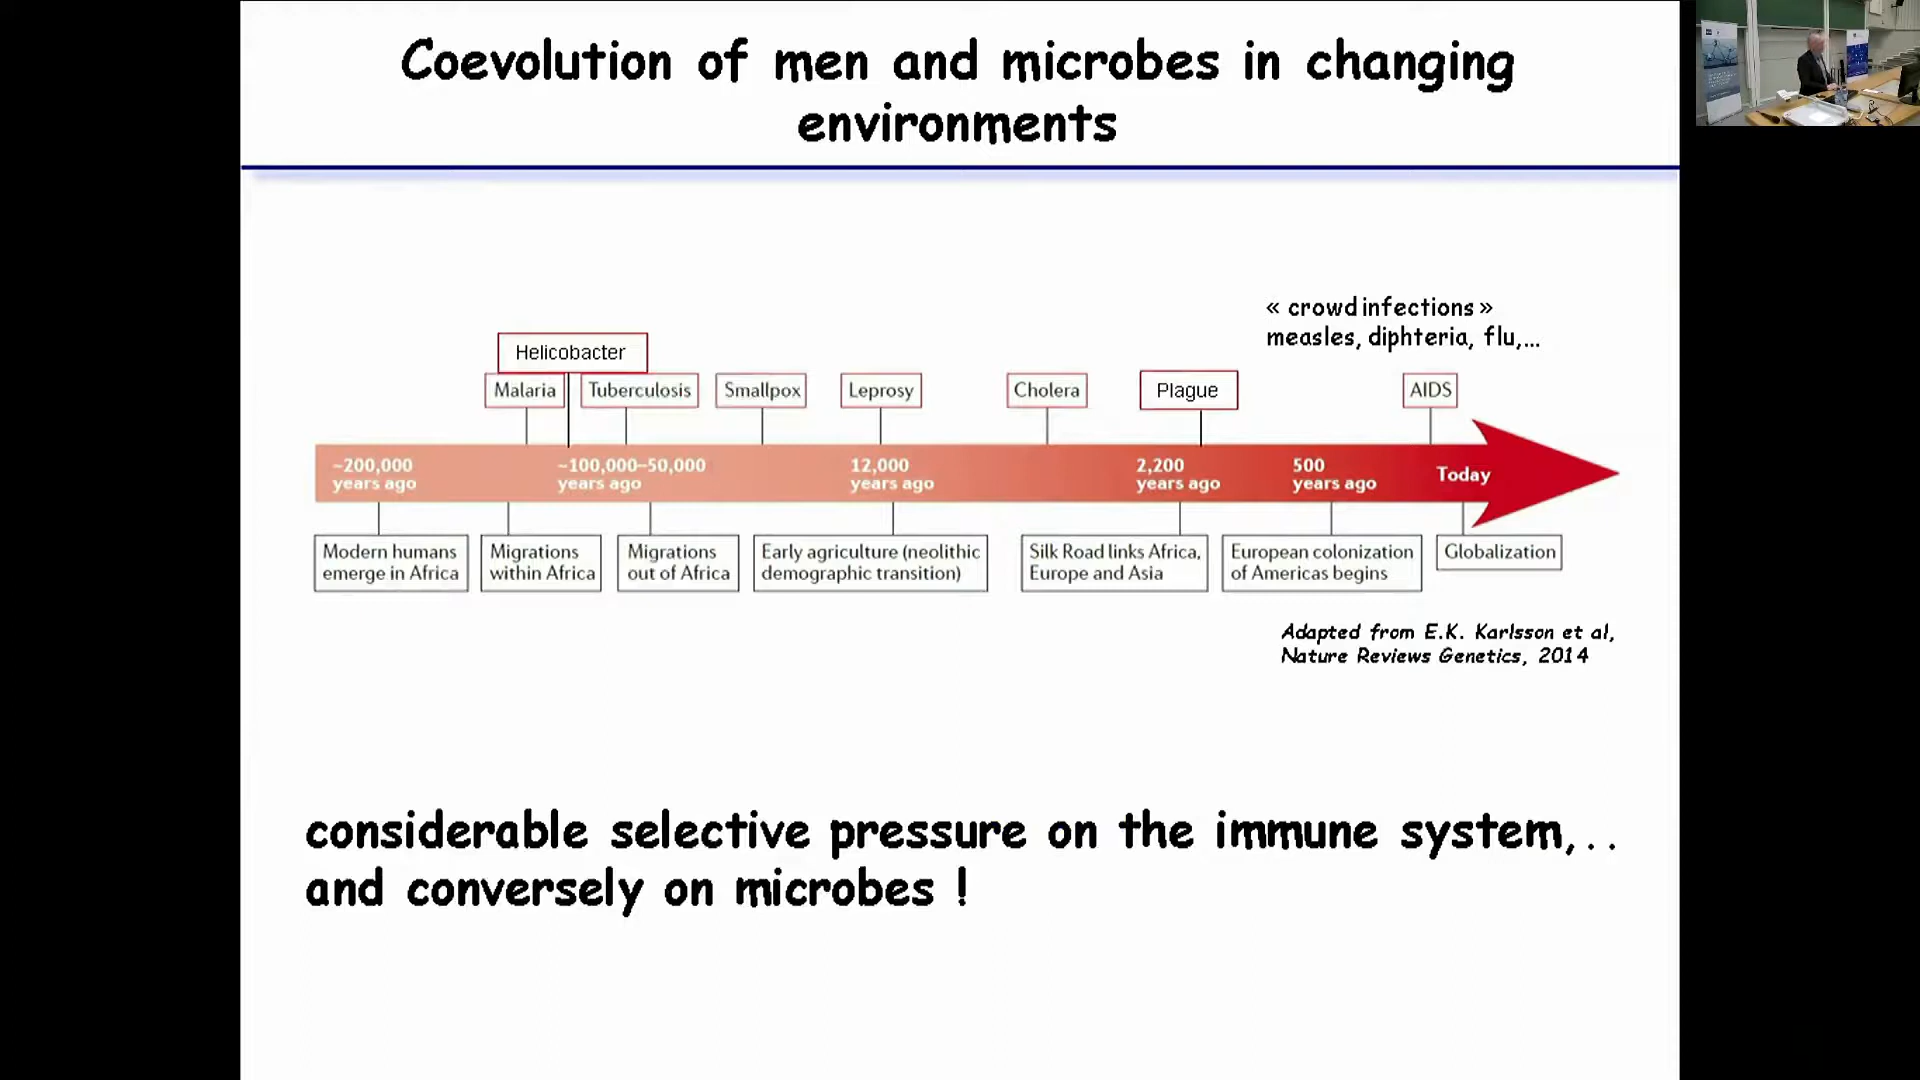 Coevolution of men and microbes in changing
environments
« crowd infections »
measles, diphteria, flu,...
Helicobacter
Malaria
Tuberculosis
Smallpox
Leprosy
Cholera
Plague
AIDS
~200,000
years ago
~100,000–50,000
years ago
12,000
years ago
2,200
years ago
500
years ago
Today
Modern humans
emerge in Africa
Migrations
within Africa
Migrations
out of Africa
Early agriculture (neolithic
demographic transition)
Silk Road links Africa,
Europe and Asia
European colonization
of Americas begins
Globalization
Adapted from E.K. Karlsson et al,
Nature Reviews Genetics, 2014
considerable selective pressure on the immune system,..
and conversely on microbes !